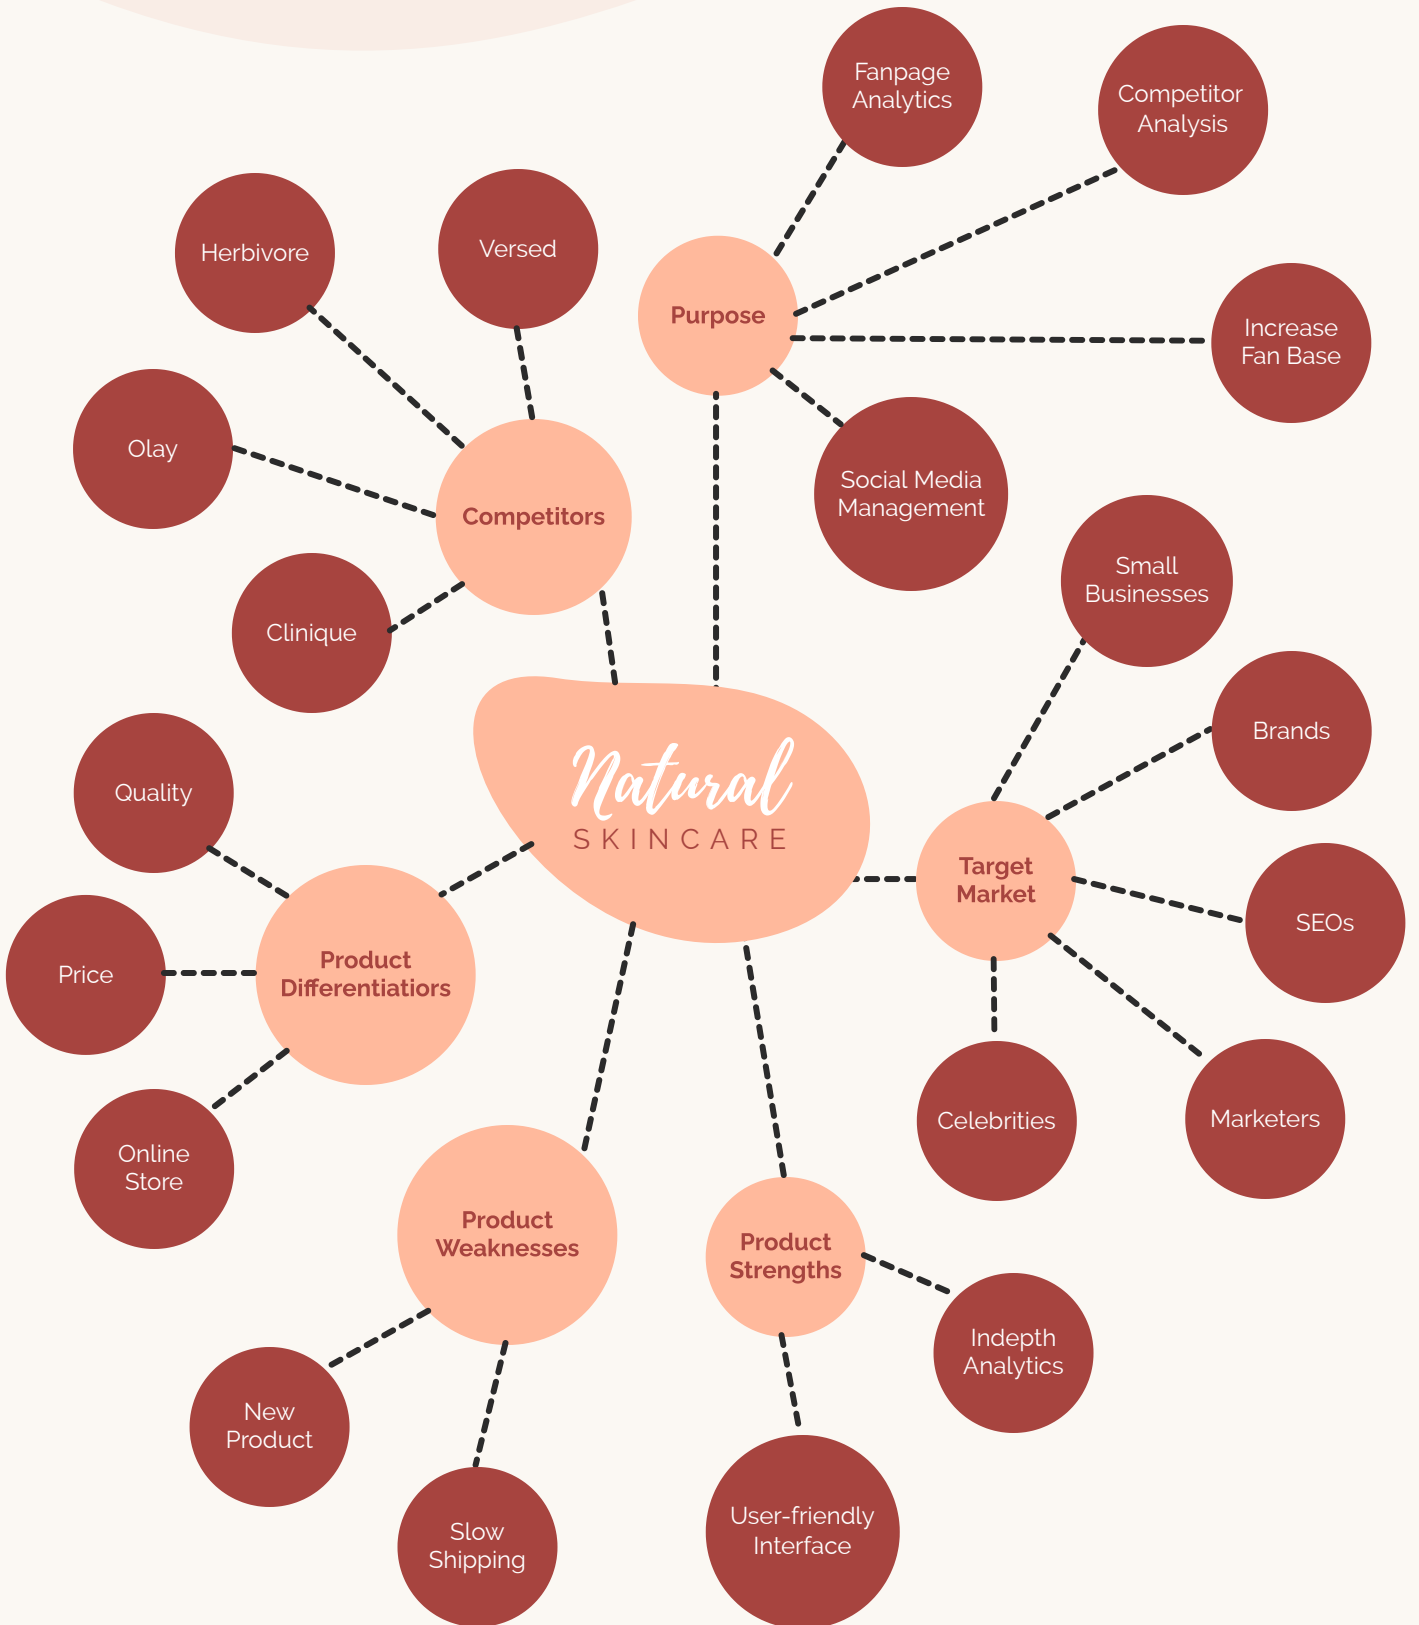 Fanpage
Analytics
Competitor
Analysis
Herbivore
Versed
Purpose
Increase
Fan Base
Olay
Competitors
Social Media
Management
Clinique
Small
Businesses
Brands
Natural
SKINCARE
Quality
Target
Market
SEOs
Price
Product
Differentiatiors
Online
Store
Celebrities
Marketers
Product
Weaknesses
Product
Strengths
Indepth
Analytics
New
Product
Slow
Shipping
User-friendly
Interface